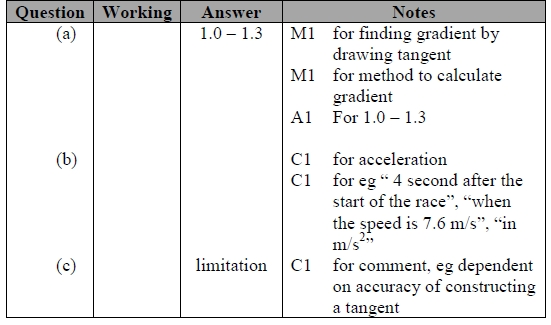 Question Working Answer Notes
(a) 1.0 – 1.3 M1 for finding gradient by
drawing tangent
M1 for method to calculate
gradient
A1 For 1.0 – 1.3
(b) C1 for acceleration
C1 for eg “ 4 second after the
start of the race”, “when
the speed is 7.6 m/s”, “in
m/s²”
(c) limitation C1 for comment, eg dependent
on accuracy of constructing
a tangent